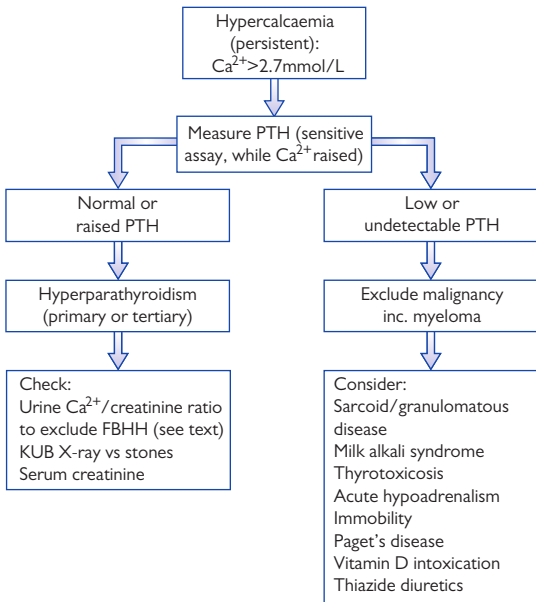 Hypercalcaemia
(persistent):
Ca²⁺>2.7mmol/L
Measure PTH (sensitive
assay, while Ca²⁺ raised)
Normal or
raised PTH
Low or
undetectable PTH
Hyperparathyroidism
(primary or tertiary)
Exclude malignancy
inc. myeloma
Check:
Urine Ca²⁺/creatinine ratio
to exclude FBHH (see text)
KUB X-ray vs stones
Serum creatinine
Consider:
Sarcoid/granulomatous
disease
Milk alkali syndrome
Thyrotoxicosis
Acute hypoadrenalism
Immobility
Paget's disease
Vitamin D intoxication
Thiazide diuretics